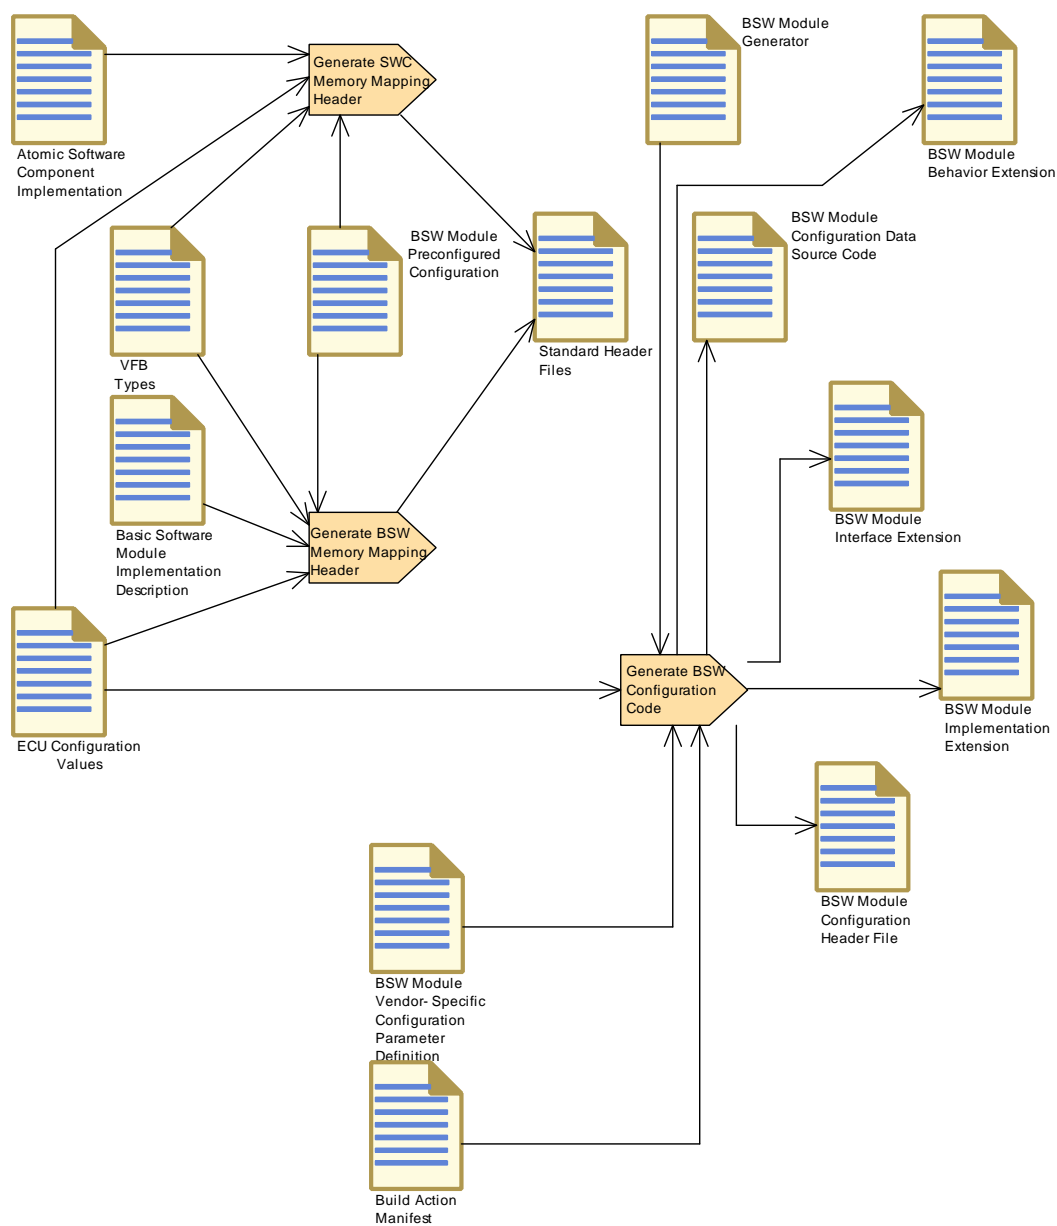 BSW Module
Generator
Generate SWC
Memory Mapping
Header
Atomic Software
Component
Implementation
BSW Module
Behavior Extension
BSW Module
Configuration Data
Source Code
BSW Module
Preconfigured
Configuration
Standard Header
Files
VFB
Types
BSW Module
Interface Extension
Basic Software
Module
Implementation
Description
Generate BSW
Memory Mapping
Header
Generate BSW
Configuration
Code
BSW Module
Implementation
Extension
ECU Configuration
Values
BSW Module
Configuration
Header File
BSW Module
Vendor- Specific
Configuration
Parameter
Definition
Build Action
Manifest